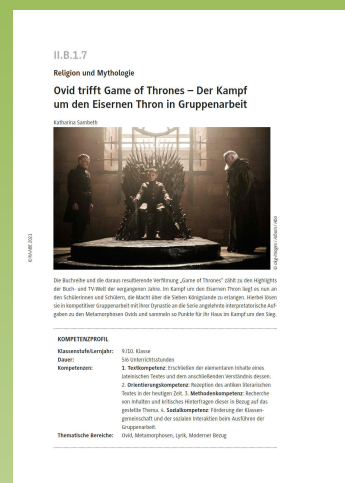 II.B.1.7
Religion und Mythologie
Ovid trifft Game of Thrones – Der Kampf
um den Eisernen Thron in Gruppenarbeit
Katharina Sambeth
© RAABE 2021
Die Buchreihe und die daraus resultierende Verfilmung „Game of Thrones" zählt zu den Highlights
der Buch- und TV-Welt der vergangenen Jahre. Im Kampf um den Eisernen Thron liegt es nun an
den Schülerinnen und Schülern, die Macht über die Sieben Königslande zu erlangen. Hierbei lösen
sie in kompetitiver Gruppenarbeit mit ihrer Dynastie an die Serie angelehnte interpretatorische Auf-
gaben zu den Metamorphosen Ovids und sammeln so Punkte für ihr Haus im Kampf um den Sieg.
KOMPETENZPROFIL
Klassenstufe/Lernjahr: 9./10. Klasse
Dauer: 5/6 Unterrichtsstunden
Kompetenzen: 1. Textkompetenz: Erschließen der elementaren Inhalte eines
lateinischen Textes und dem anschließenden Verständnis dessen.
2. Orientierungskompetenz: Rezeption des antiken literarischen
Textes in der heutigen Zeit. 3. Methodenkompetenz: Recherche
von Inhalten und kritisches Hinterfragen dieser in Bezug auf das
gestellte Thema. 4. Sozialkompetenz: Förderung der Klassen-
gemeinschaft und der sozialen Interaktion beim Ausführen der
Gruppenarbeit
Thematische Bereiche: Ovid, Metamorphosen, Lyrik, Moderner Bezug